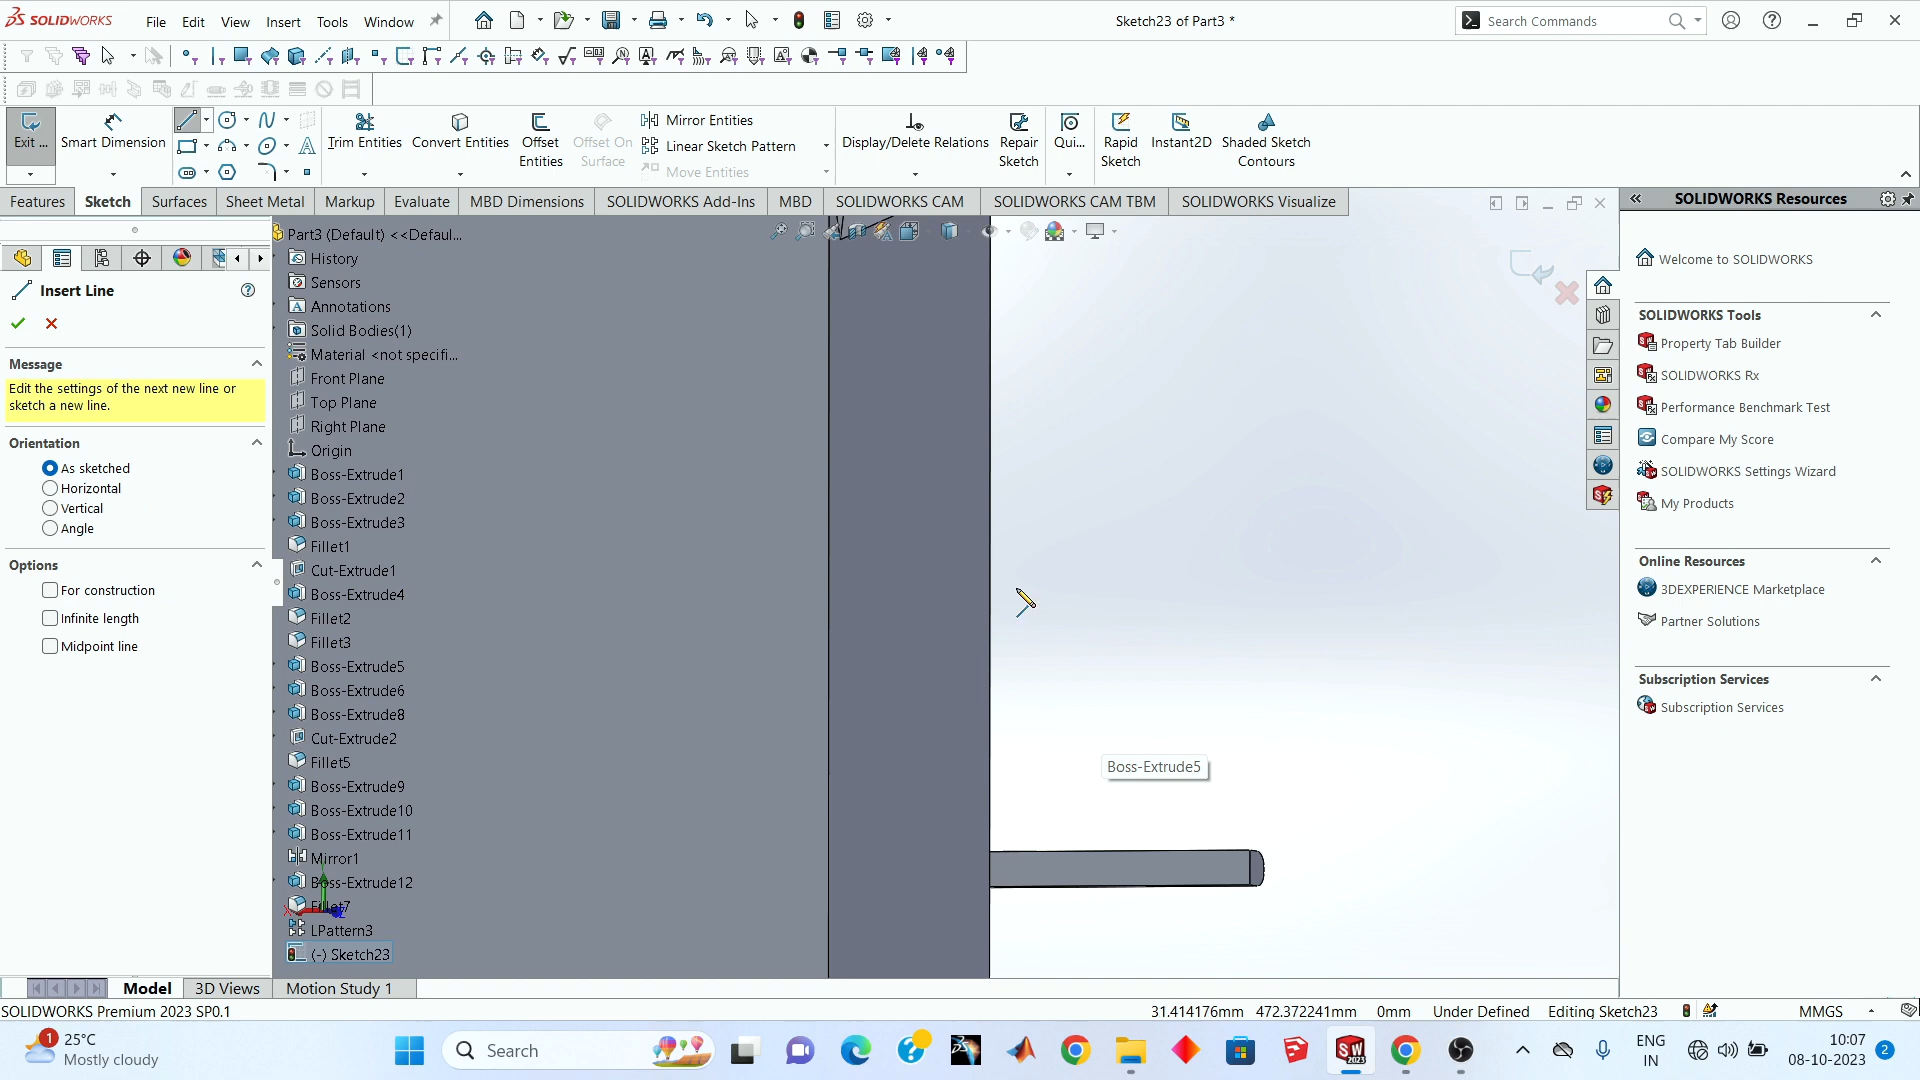 SOLIDWORKS File Edit View Insert Tools Window Sketch23 of Part3 * Search Commands
Exit ... Smart Dimension Trim Entities Convert Entities Offset Entities Offset On Surface Mirror Entities Linear Sketch Pattern Move Entities Display/Delete Relations Repair Sketch Qui... Rapid Sketch Instant2D Shaded Sketch Contours
Features Sketch Surfaces Sheet Metal Markup Evaluate MBD Dimensions SOLIDWORKS Add-Ins MBD SOLIDWORKS CAM SOLIDWORKS CAM TBM SOLIDWORKS Visualize
Insert Line
Message
Edit the settings of the next new line or
sketch a new line.
Orientation
As sketched
Horizontal
Vertical
Angle
Options
For construction
Infinite length
Midpoint line
Part3 (Default) <<Defaul...
History
Sensors
Annotations
Solid Bodies(1)
Material <not specifi...
Front Plane
Top Plane
Right Plane
Origin
Boss-Extrude1
Boss-Extrude2
Boss-Extrude3
Fillet1
Cut-Extrude1
Boss-Extrude4
Fillet2
Fillet3
Boss-Extrude5
Boss-Extrude6
Boss-Extrude8
Cut-Extrude2
Fillet5
Boss-Extrude9
Boss-Extrude10
Boss-Extrude11
Mirror1
Boss-Extrude12
Fillet7
LPattern3
(-) Sketch23
Boss-Extrude5
SOLIDWORKS Resources
Welcome to SOLIDWORKS
SOLIDWORKS Tools
Property Tab Builder
SOLIDWORKS Rx
Performance Benchmark Test
Compare My Score
SOLIDWORKS Settings Wizard
My Products
Online Resources
3DEXPERIENCE Marketplace
Partner Solutions
Subscription Services
Subscription Services
Model 3D Views Motion Study 1
SOLIDWORKS Premium 2023 SP0.1 31.414176mm 472.372241mm 0mm Under Defined Editing Sketch23 MMGS
1 25°C Mostly cloudy Search ENG IN 10:07 08-10-2023 2